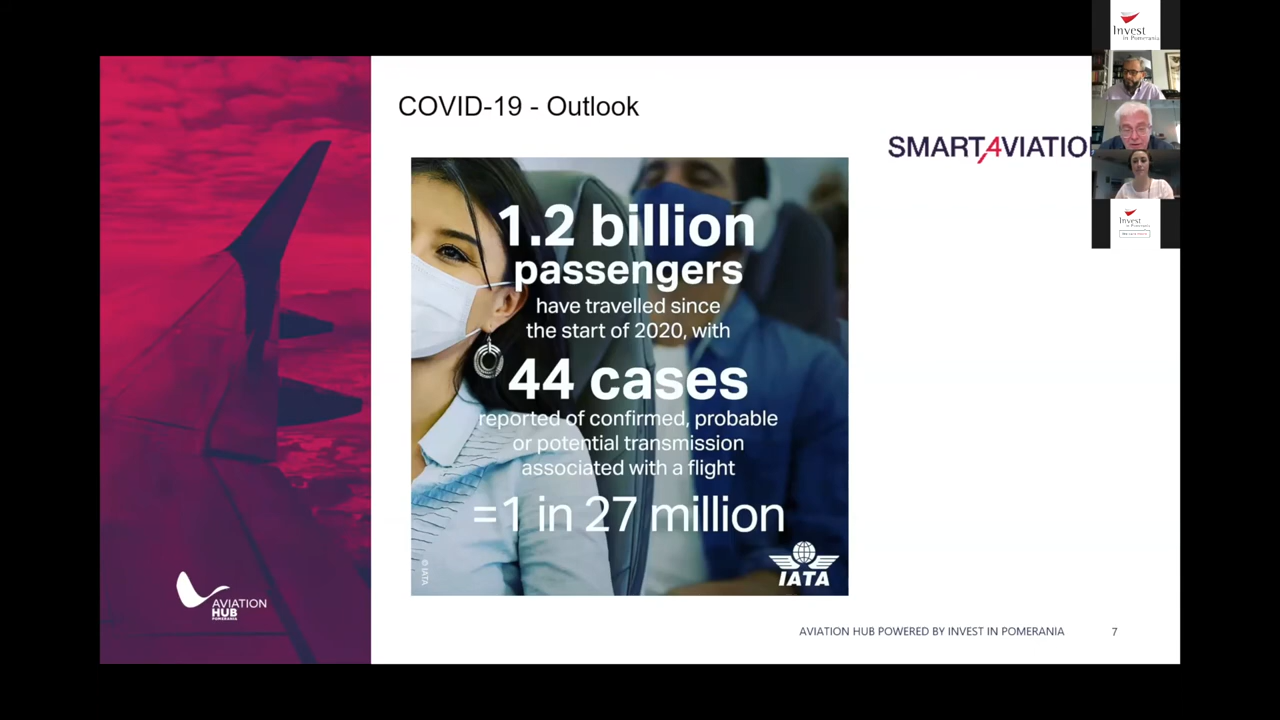 COVID-19 - Outlook
SMARTAVIATIO
1.2 billion
passengers
have travelled since
the start of 2020, with
44 cases
reported of confirmed, probable
or potential transmission
associated with a flight
=1 in 27 million
© IATA
IATA
AVIATION
HUB
POMERANIA
AVIATION HUB POWERED BY INVEST IN POMERANIA
7
Invest
in Pomerania
Invest
in Pomerania